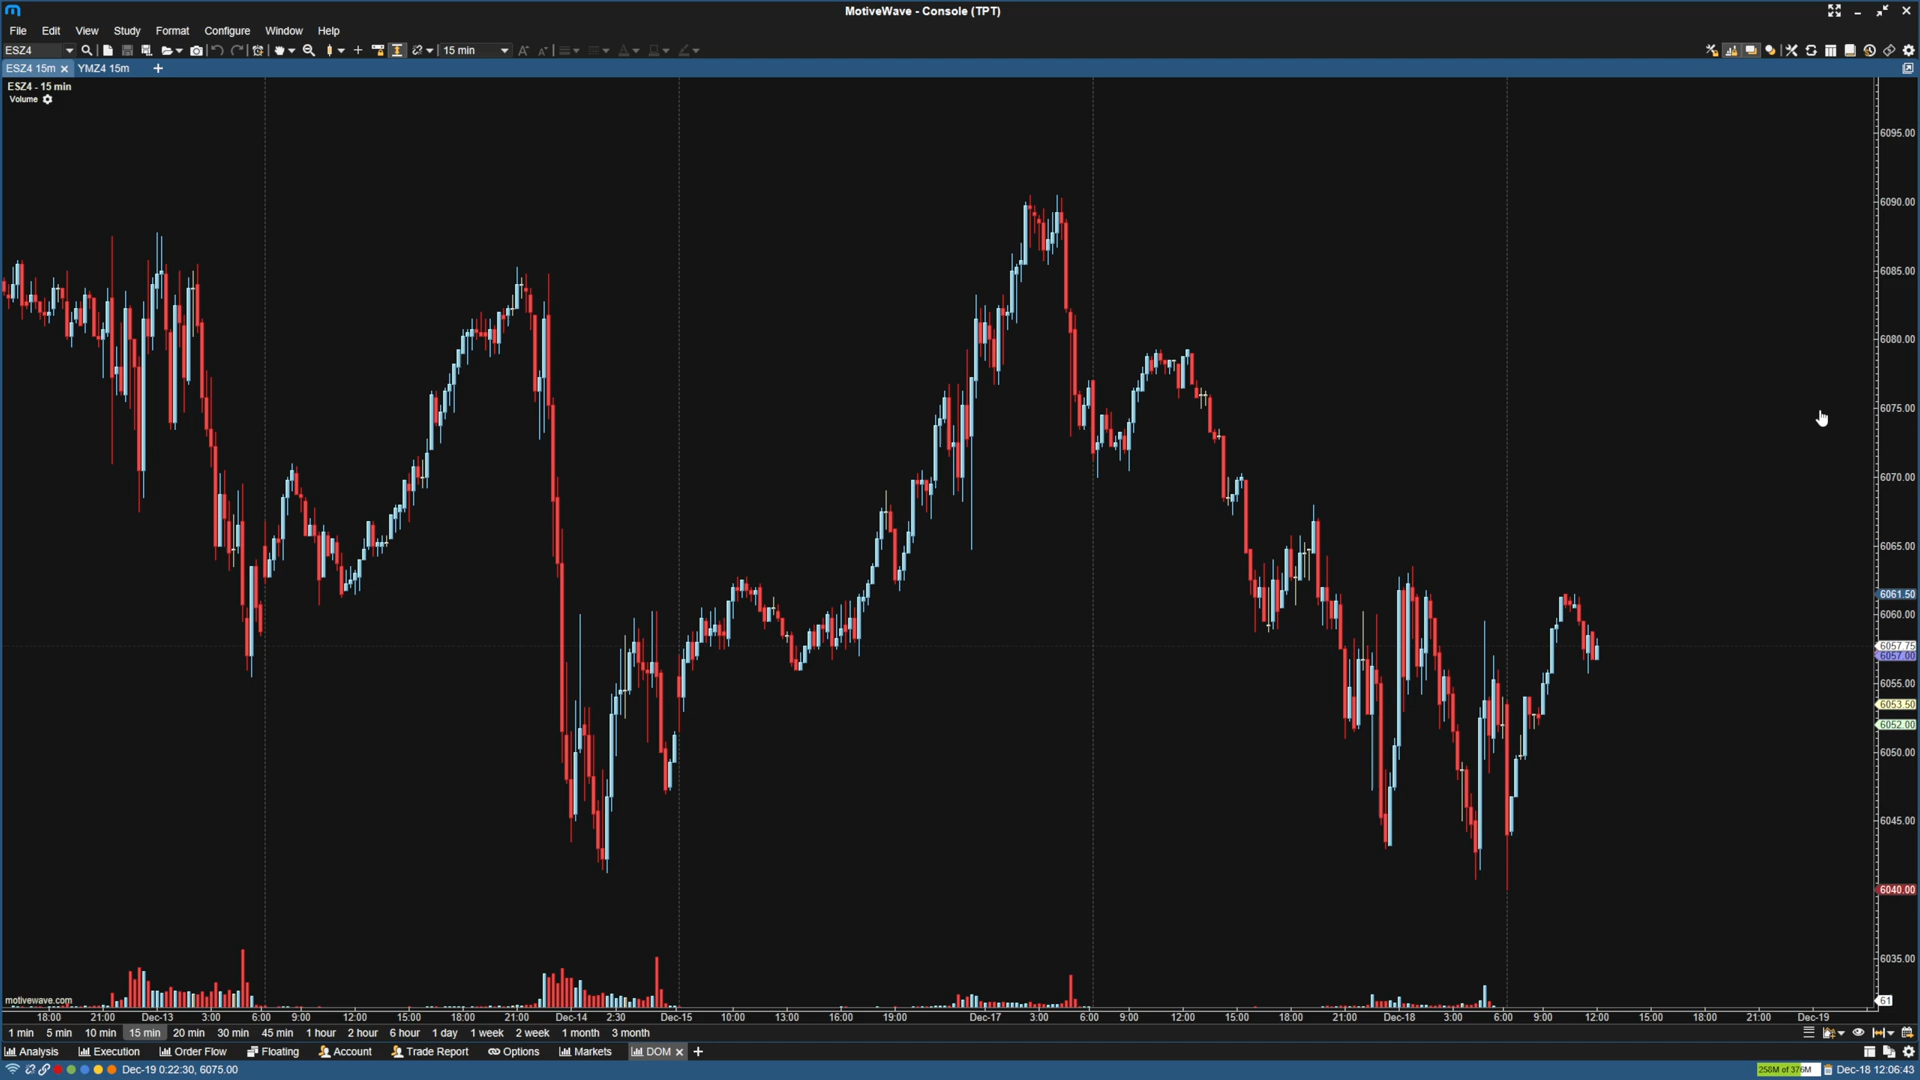 MotiveWave - Console (TPT)
File Edit View Study Format Configure Window Help
ESZ4 15 min
ESZ4 15m YMZ4 15m
ESZ4 - 15 min
Volume
6095.00
6090.00
6085.00
6080.00
6075.00
6070.00
6065.00
6061.50
6060.00
6057.75
6057.00
6055.00
6053.50
6052.00
6050.00
6045.00
6040.00
6035.00
61
motivewave.com
18:00 21:00 Dec-13 3:00 6:00 9:00 12:00 15:00 18:00 21:00 Dec-14 2:30 Dec-15 10:00 13:00 16:00 19:00 Dec-17 3:00 6:00 9:00 12:00 15:00 18:00 21:00 Dec-18 3:00 6:00 9:00 12:00 15:00 18:00 21:00 Dec-19
1 min 5 min 10 min 15 min 20 min 30 min 45 min 1 hour 2 hour 6 hour 1 day 1 week 2 week 1 month 3 month
Analysis Execution Order Flow Floating Account Trade Report Options Markets DOM
Dec-19 0:22:30, 6075.00 258M of 376M Dec-18 12:06:43